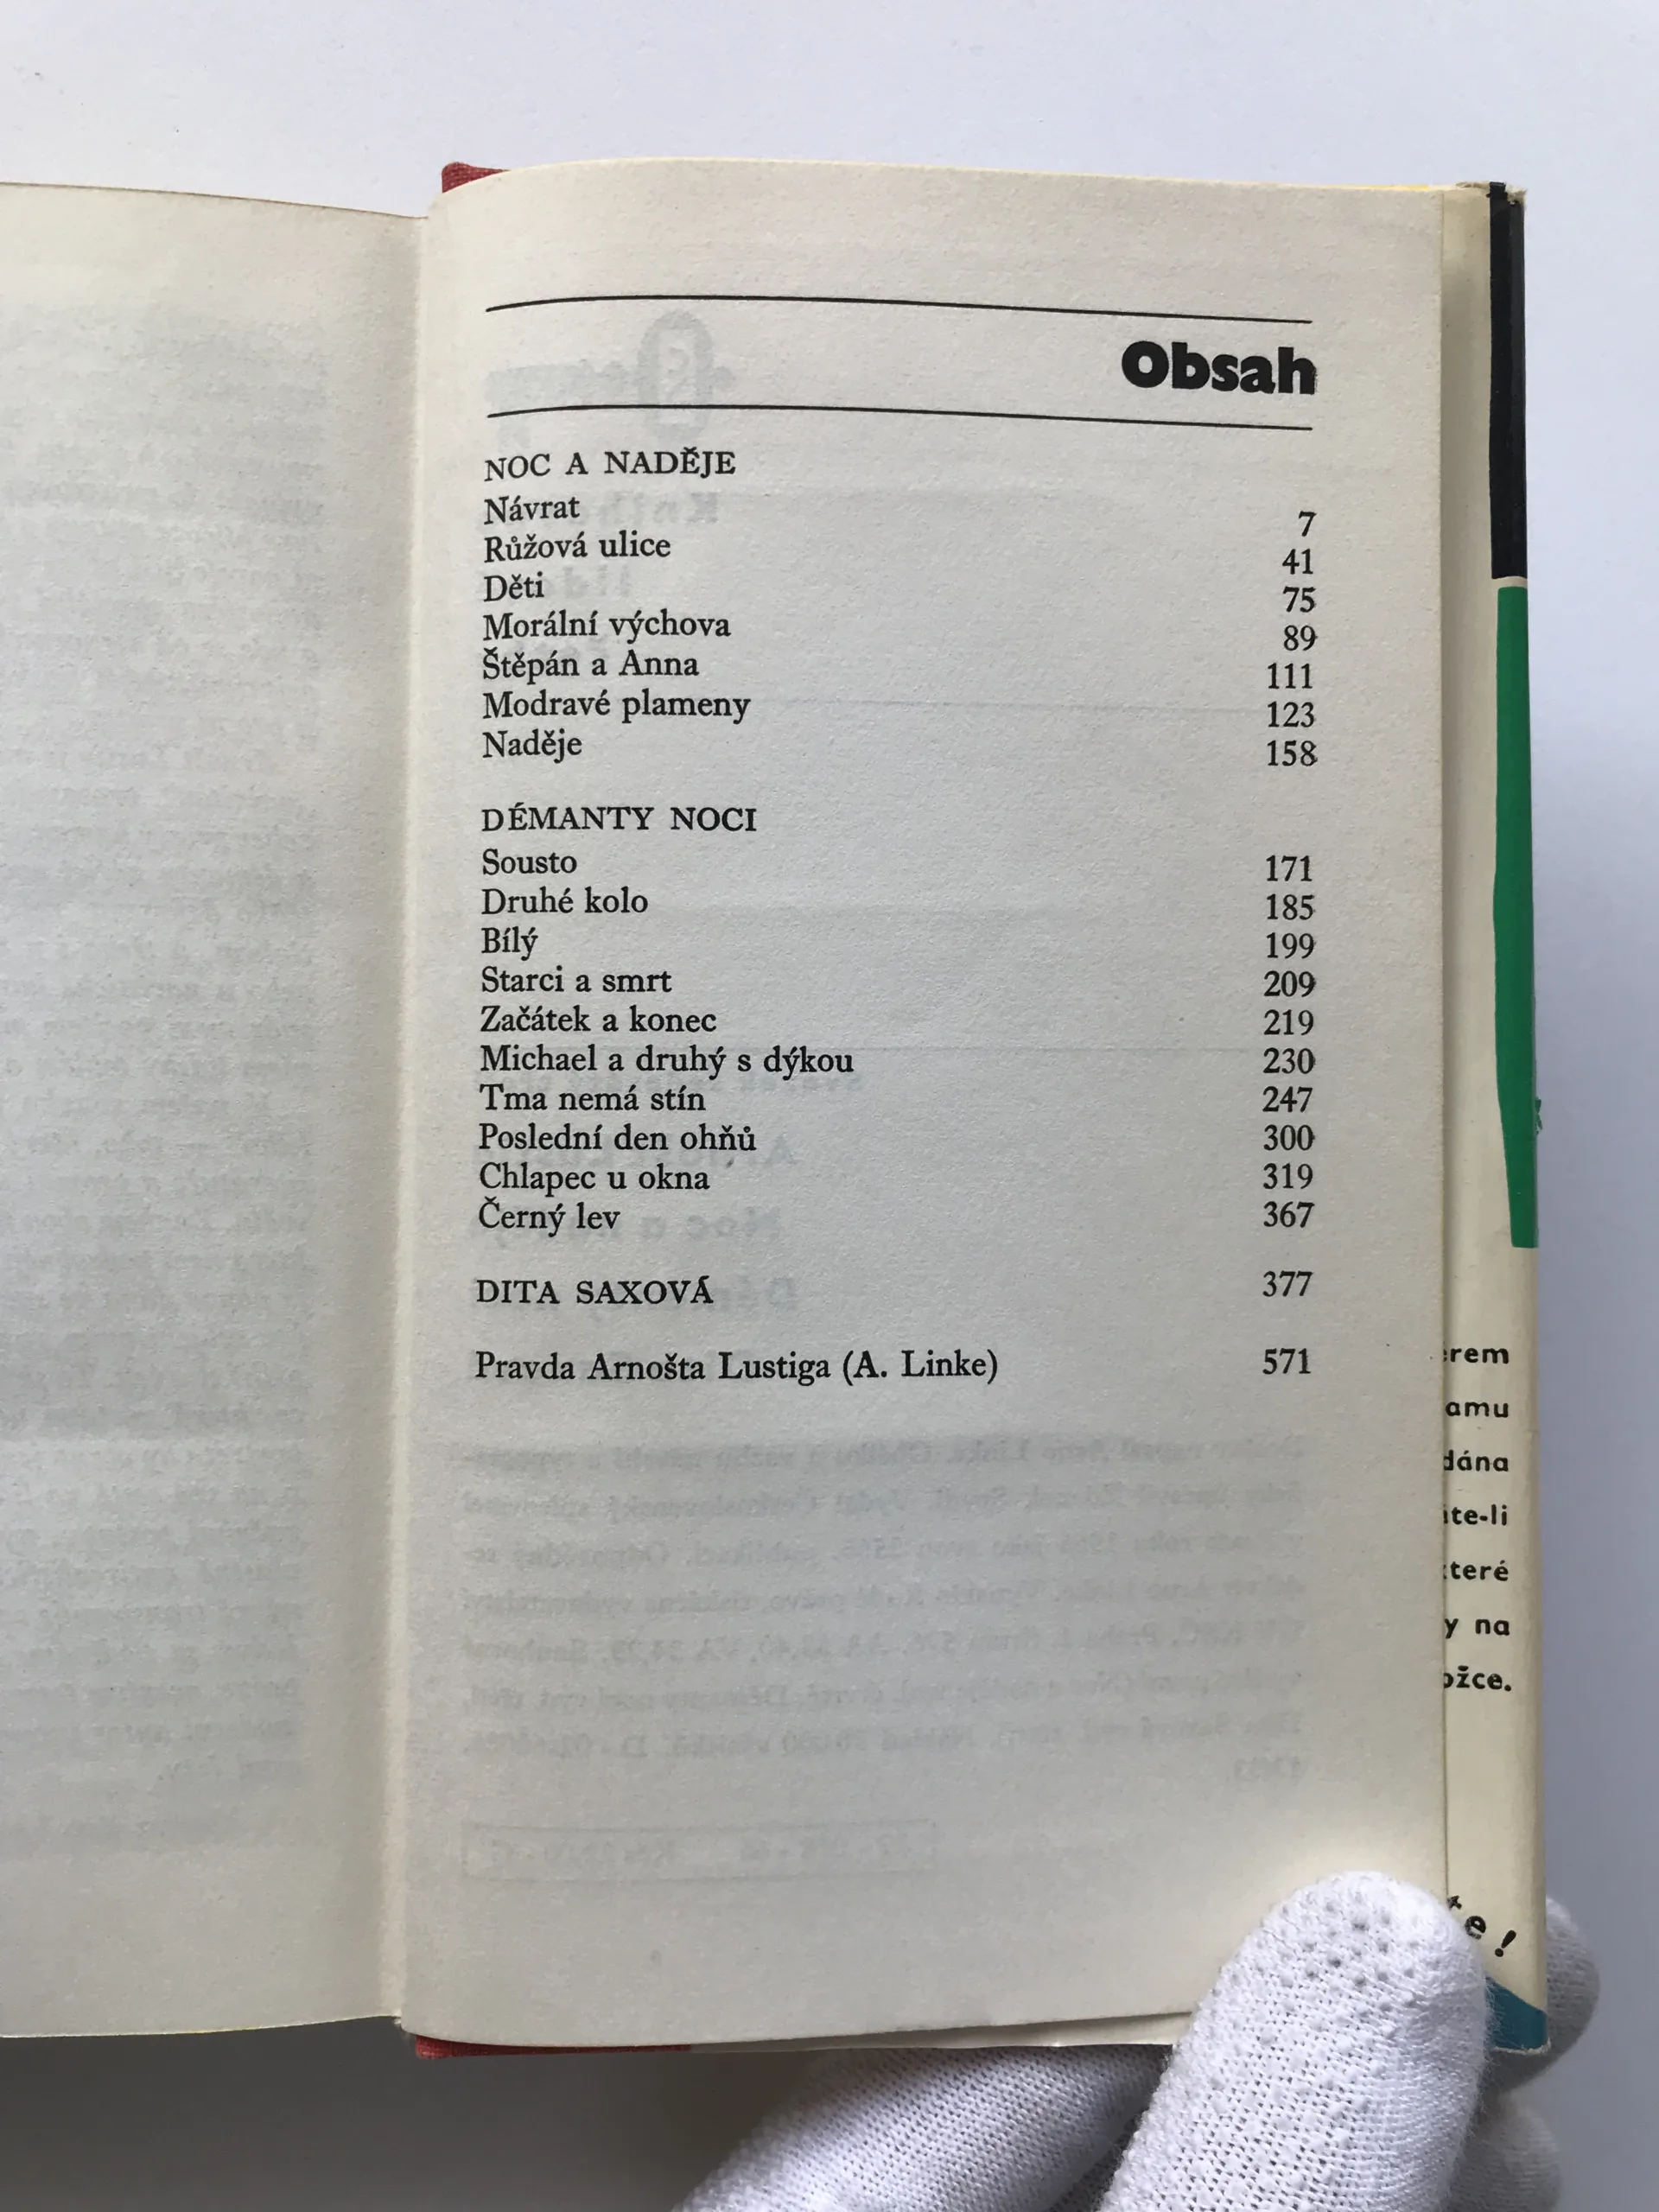 Obsah
NOC A NADĚJE
Návrat 7
Růžová ulice 41
Děti 75
Morální výchova 89
Štěpán a Anna 111
Modravé plameny 123
Naděje 158
DÉMANTY NOCI
Sousto 171
Druhé kolo 185
Bílý 199
Starci a smrt 209
Začátek a konec 219
Michael a druhý s dýkou 230
Tma nemá stín 247
Poslední den ohňů 300
Chlapec u okna 319
Černý lev 367
DITA SAXOVÁ 377
Pravda Arnošta Lustiga (A. Linke) 571
y na